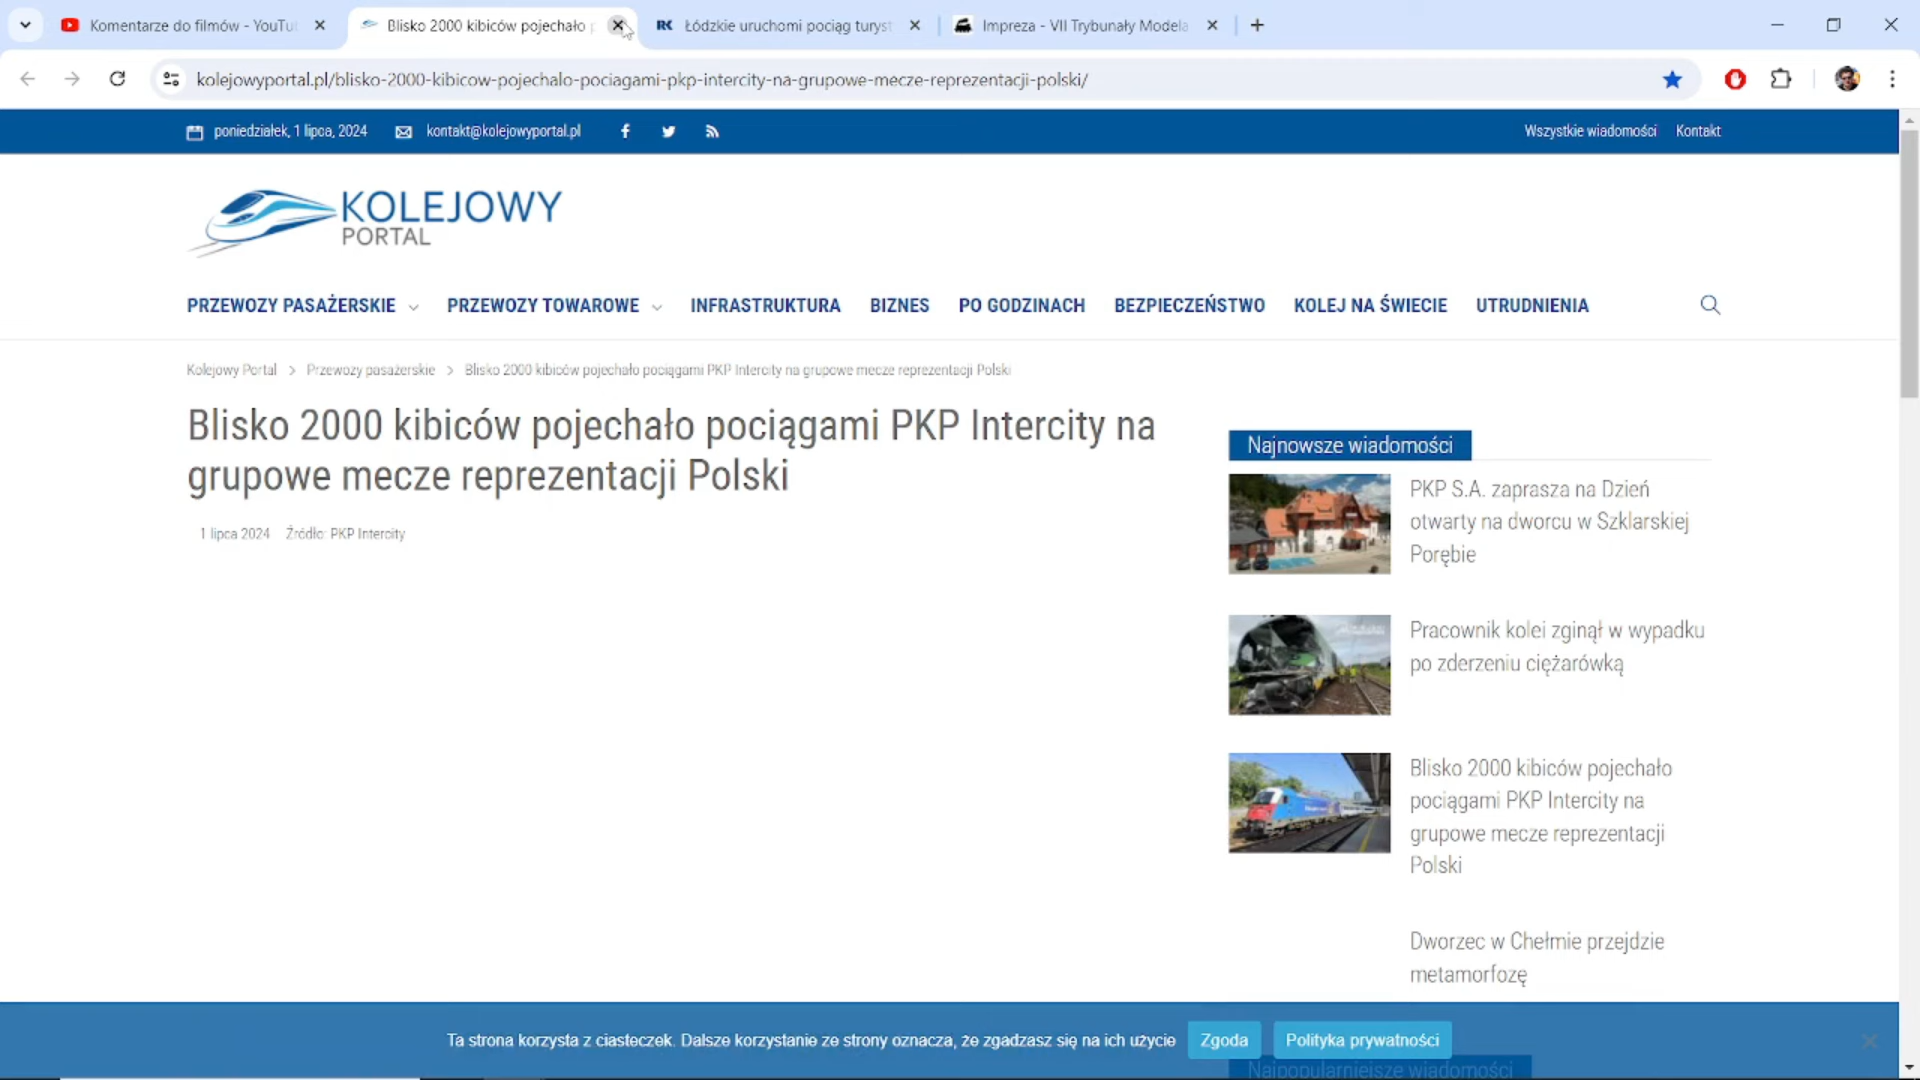 Komentarze do filmów - YouTu
Blisko 2000 kibiców pojechało p
RK Łódzkie uruchomi pociąg turyst
Impreza - VII Trybunały Modela
kolejowyportal.pl/blisko-2000-kibicow-pojechalo-pociagami-pkp-intercity-na-grupowe-mecze-reprezentacji-polski/
poniedziałek, 1 lipca, 2024
kontakt@kolejowyportal.pl
Wszystkie wiadomości
Kontakt
KOLEJOWY
PORTAL
PRZEWOZY PASAŻERSKIE
PRZEWOZY TOWAROWE
INFRASTRUKTURA
BIZNES
PO GODZINACH
BEZPIECZEŃSTWO
KOLEJ NA ŚWIECIE
UTRUDNIENIA
Kolejowy Portal > Przewozy pasażerskie > Blisko 2000 kibiców pojechało pociągami PKP Intercity na grupowe mecze reprezentacji Polski
Blisko 2000 kibiców pojechało pociągami PKP Intercity na
grupowe mecze reprezentacji Polski
1 lipca 2024 Źródło: PKP Intercity
Najnowsze wiadomości
PKP S.A. zaprasza na Dzień
otwarty na dworcu w Szklarskiej
Porębie
Pracownik kolei zginął w wypadku
po zderzeniu ciężarówką
Blisko 2000 kibiców pojechało
pociągami PKP Intercity na
grupowe mecze reprezentacji
Polski
Dworzec w Chełmie przejdzie
metamorfozę
Ta strona korzysta z ciasteczek. Dalsze korzystanie ze strony oznacza, że zgadzasz się na ich użycie
Zgoda
Polityka prywatności
Najpopularniejsze wiadomości